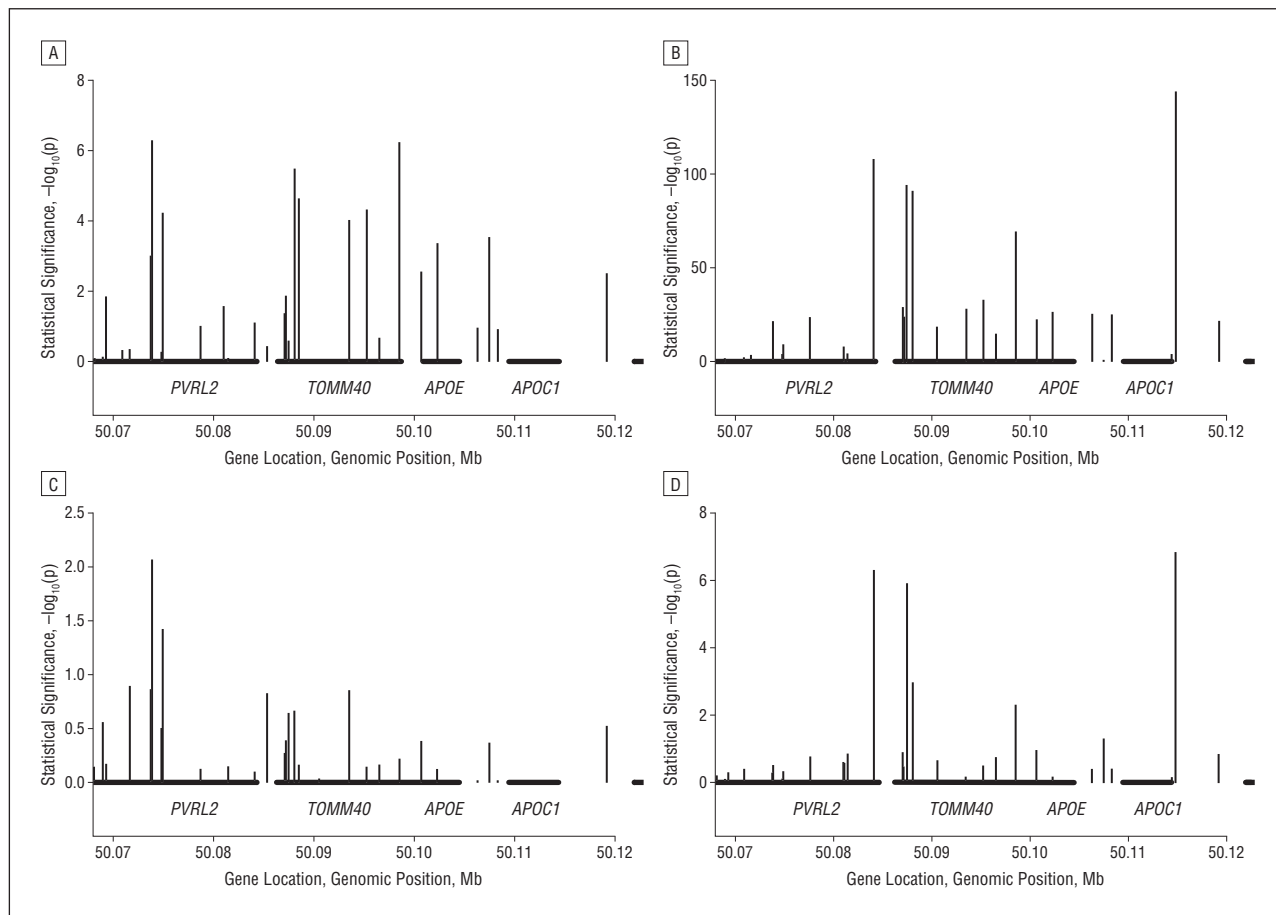 A
Statistical Significance, –log10(p)
8
6
4
2
0
PVRL2 TOMM40 APOE APOC1
50.07 50.08 50.09 50.10 50.11 50.12
Gene Location, Genomic Position, Mb
B
Statistical Significance, –log10(p)
150
100
50
0
PVRL2 TOMM40 APOE APOC1
50.07 50.08 50.09 50.10 50.11 50.12
Gene Location, Genomic Position, Mb
C
Statistical Significance, –log10(p)
2.5
2.0
1.5
1.0
0.5
0.0
PVRL2 TOMM40 APOE APOC1
50.07 50.08 50.09 50.10 50.11 50.12
Gene Location, Genomic Position, Mb
D
Statistical Significance, –log10(p)
8
6
4
2
0
PVRL2 TOMM40 APOE APOC1
50.07 50.08 50.09 50.10 50.11 50.12
Gene Location, Genomic Position, Mb